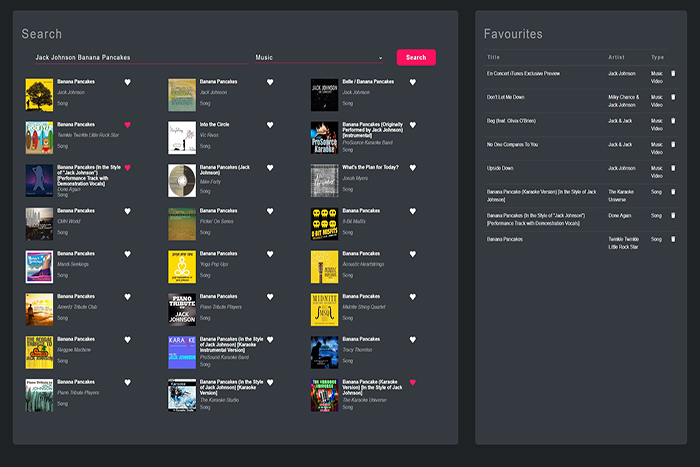 Search
Jack Johnson Banana Pancakes
Music
Search
Banana Pancakes
Jack Johnson
Song
Banana Pancakes
Jack Johnson
Song
Belle / Banana Pancakes
Jack Johnson
Song
Banana Pancakes
Twinkle Twinkle Little Rock Star
Song
Into the Circle
Vic Rivas
Song
Banana Pancakes (Originally
Performed by Jack Johnson)
[Instrumental]
ProSource Karaoke Band
Song
Banana Pancakes (In the Style
of "Jack Johnson")
[Performance Track with
Demonstration Vocals]
Done Again
Song
Banana Pancakes (Jack
Johnson)
Mike Forty
Song
What's the Plan for Today?
Jonah Myers
Song
Banana Pancakes
CMH World
Song
Banana Pancakes
Pickin' On Series
Song
Banana Pancakes
8-Bit Misfits
Song
Banana Pancakes
Song
Banana Pancakes
Yoga Pop Ups
Song
Banana Pancakes
Acoustic Heartstrings
Song
Banana Pancakes
Tribute Club
Song
Banana Pancakes
Piano Tribute Players
Song
Banana Pancakes
Midnite String Quartet
Song
Banana Pancakes
Reggae Machine
Song
Banana Pancakes (In the Style
of Jack Johnson) [Karaoke
Instrumental Version]
ProSound Karaoke Band
Song
Banana Pancakes
Tracy Thornton
Song
Banana Pancakes
Piano Tribute Players
Song
Banana Pancakes (In the Style
of Jack Johnson) [Karaoke
Version]
The Karaoke Studio
Song
Banana Pancake (Karaoke
Version) [In the Style of Jack
Johnson]
The Karaoke Universe
Song
Favourites
Title Artist Type
En Concert iTunes Exclusive Preview Jack Johnson Music
Video
Don't Let Me Down Milky Chance & Music
Jack Johnson Video
Beg (feat. Olivia O'Brien) Jack & Jack Music
Video
No One Compares To You Jack & Jack Music
Video
Upside Down Jack Johnson Music
Video
Banana Pancake (Karaoke Version) [In the Style of Jack The Karaoke Song
Johnson] Universe
Banana Pancakes (In the Style of "Jack Johnson") Done Again Song
[Performance Track with Demonstration Vocals]
Banana Pancakes Twinkle Twinkle Song
Little Rock Star